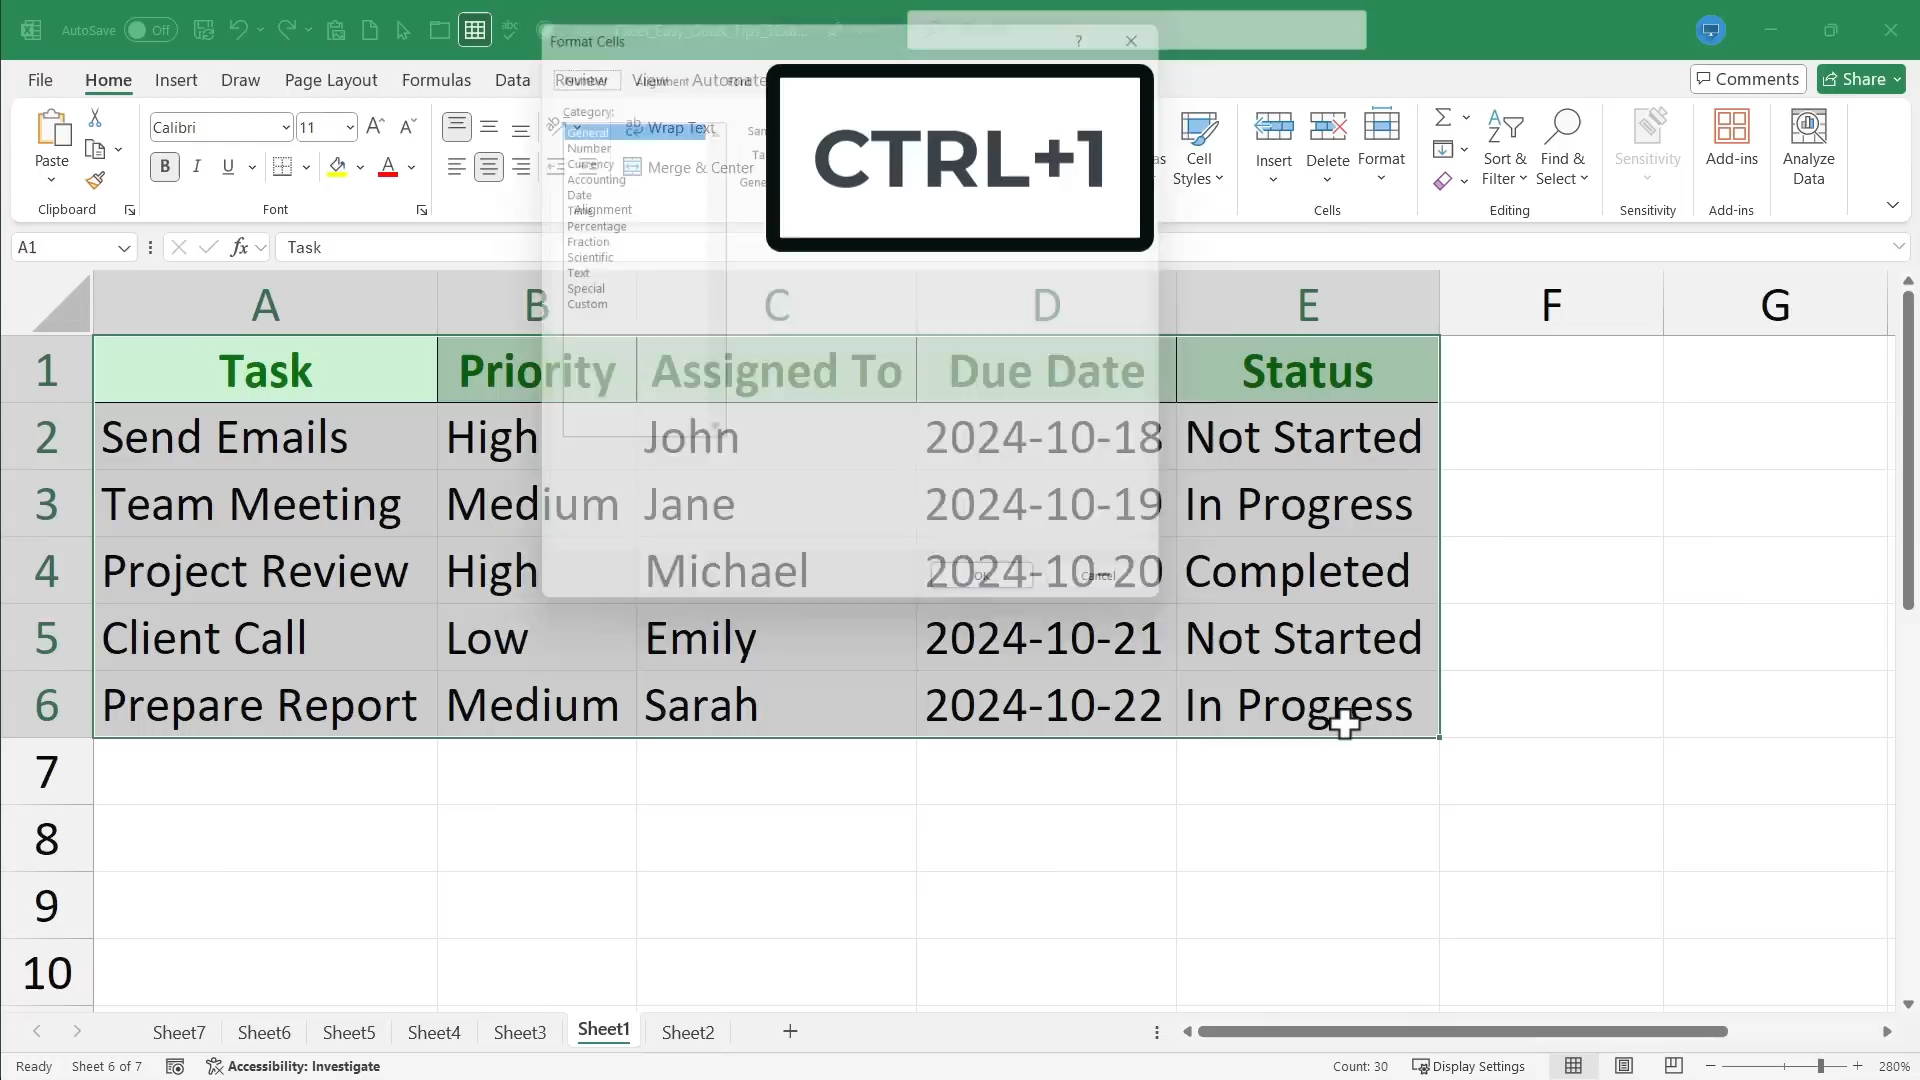 AutoSave Off
Format Cells ?
File Home Insert Draw Page Layout Formulas Data Review View Automate
Comments Share
CTRL+1
Category:
General
Number
Currency
Accounting
Date
Time
Percentage
Fraction
Scientific
Text
Special
Custom
Paste
Calibri 11
B I U
Wrap Text
Merge & Center
Cell Styles
Insert Delete Format
Sort & Filter
Find & Select
Sensitivity
Add-ins
Analyze Data
Clipboard Font Alignment Cells Editing Sensitivity Add-ins
A1 fx Task
A B C D E F G
1 Task Priority Assigned To Due Date Status
2 Send Emails High John 2024-10-18 Not Started
3 Team Meeting Medium Jane 2024-10-19 In Progress
4 Project Review High Michael 2024-10-20 Completed
OK Cancel
5 Client Call Low Emily 2024-10-21 Not Started
6 Prepare Report Medium Sarah 2024-10-22 In Progress
7
8
9
10
Sheet7 Sheet6 Sheet5 Sheet4 Sheet3 Sheet1 Sheet2 +
Ready Sheet 6 of 7 Accessibility: Investigate Count: 30 Display Settings 280%